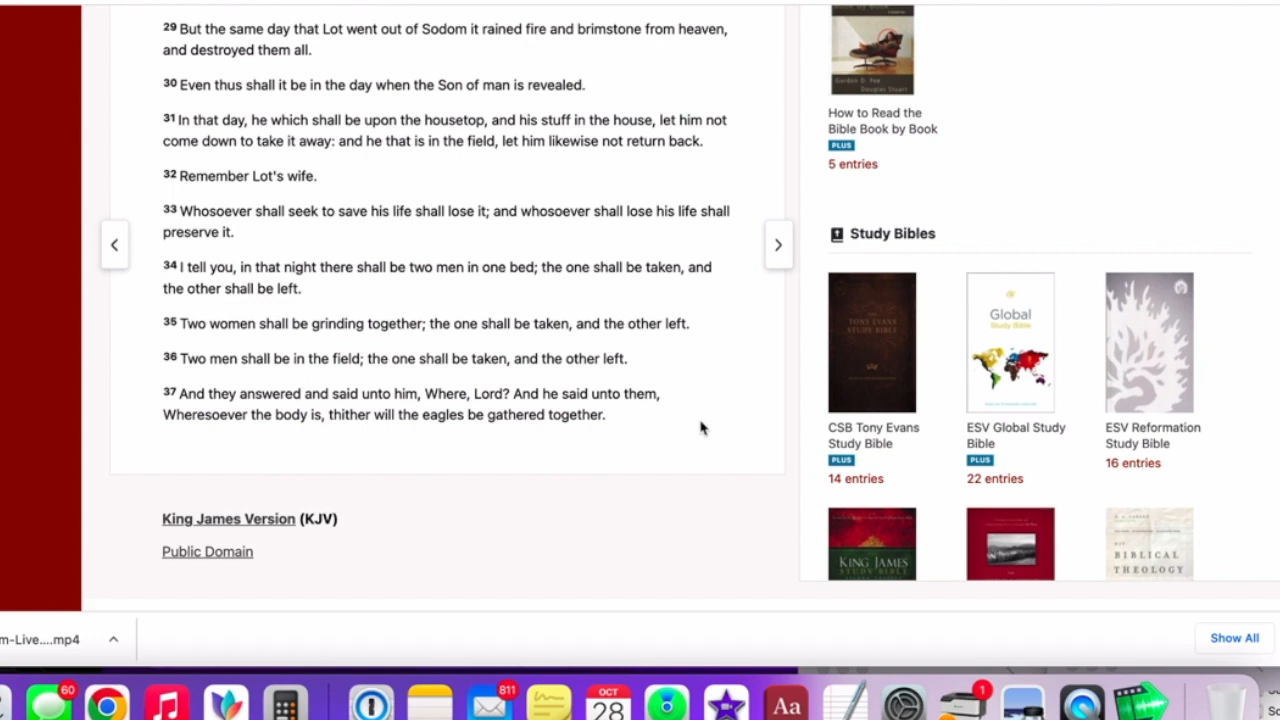 29 But the same day that Lot went out of Sodom it rained fire and brimstone from heaven,
and destroyed them all.
30 Even thus shall it be in the day when the Son of man is revealed.
31 In that day, he which shall be upon the housetop, and his stuff in the house, let him not
come down to take it away: and he that is in the field, let him likewise not return back.
32 Remember Lot's wife.
33 Whosoever shall seek to save his life shall lose it; and whosoever shall lose his life shall
preserve it.
34 I tell you, in that night there shall be two men in one bed; the one shall be taken, and
the other shall be left.
35 Two women shall be grinding together; the one shall be taken, and the other left.
36 Two men shall be in the field; the one shall be taken, and the other left.
37 And they answered and said unto him, Where, Lord? And he said unto them,
Wheresoever the body is, thither will the eagles be gathered together.
King James Version (KJV)
Public Domain
Gordon D. Fee
Douglas Stuart
How to Read the
Bible Book by Book
PLUS
5 entries
Study Bibles
TONY EVANS
STUDY BIBLE
Global
Study Bible
CSB Tony Evans
Study Bible
PLUS
14 entries
ESV Global Study
Bible
PLUS
22 entries
ESV Reformation
Study Bible
16 entries
KING JAMES
STUDY BIBLE
BIBLICAL
THEOLOGY
m-Live....mp4
Show All
60
811
OCT
28
Aa
1